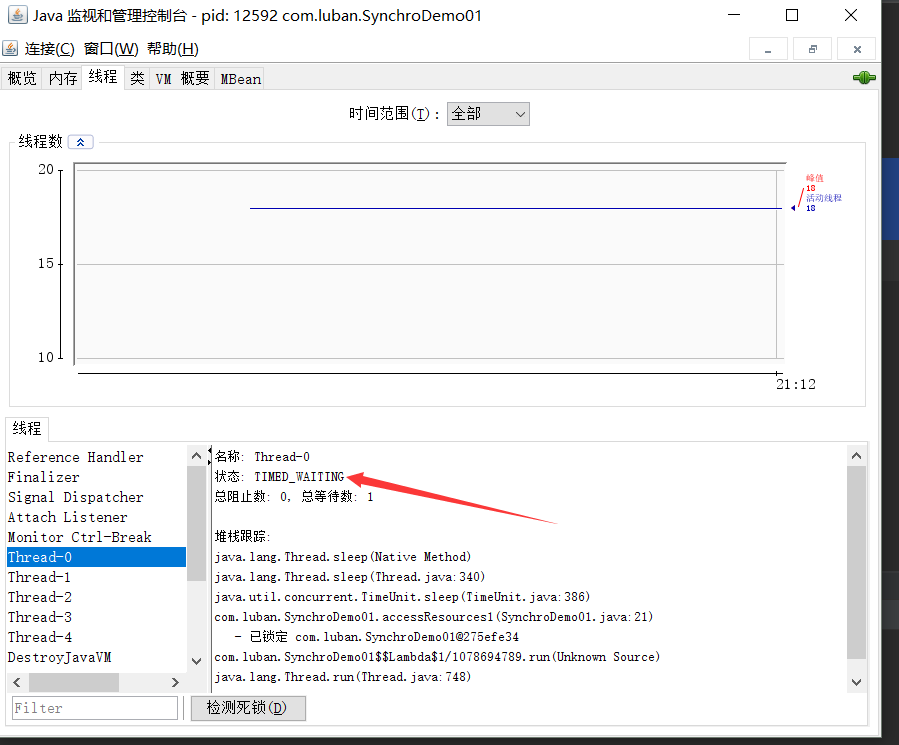 Java 监视和管理控制台 - pid: 12592 com.luban.SynchroDemo01
连接(C) 窗口(W) 帮助(H)
概览 内存 线程 类 VM 概要 MBean
时间范围(T): 全部
线程数
20
15
10
峰值
18
活动线程
18
21:12
线程
Reference Handler
Finalizer
Signal Dispatcher
Attach Listener
Monitor Ctrl-Break
Thread-0
Thread-1
Thread-2
Thread-3
Thread-4
DestroyJavaVM
名称: Thread-0
状态: TIMED_WAITING
总阻止数: 0, 总等待数: 1
堆栈跟踪:
java.lang.Thread.sleep(Native Method)
java.lang.Thread.sleep(Thread.java:340)
java.util.concurrent.TimeUnit.sleep(TimeUnit.java:386)
com.luban.SynchroDemo01.accessResources1(SynchroDemo01.java:21)
- 已锁定 com.luban.SynchroDemo01@275efe34
com.luban.SynchroDemo01$$Lambda$1/1078694789.run(Unknown Source)
java.lang.Thread.run(Thread.java:748)
Filter
检测死锁(D)